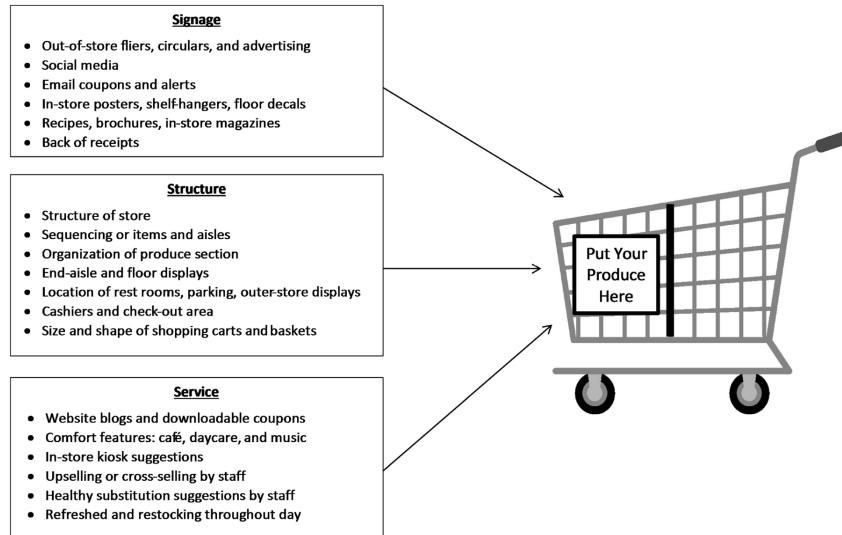 Signage
• Out-of-store fliers, circulars, and advertising
• Social media
• Email coupons and alerts
• In-store posters, shelf-hangers, floor decals
• Recipes, brochures, in-store magazines
• Back of receipts
Structure
• Structure of store
• Sequencing or items and aisles
• Organization of produce section
• End-aisle and floor displays
• Location of rest rooms, parking, outer-store displays
• Cashiers and check-out area
• Size and shape of shopping carts and baskets
Service
• Website blogs and downloadable coupons
• Comfort features: café, daycare, and music
• In-store kiosk suggestions
• Upselling or cross-selling by staff
• Healthy substitution suggestions by staff
• Refreshed and restocking throughout day
Put Your
Produce
Here